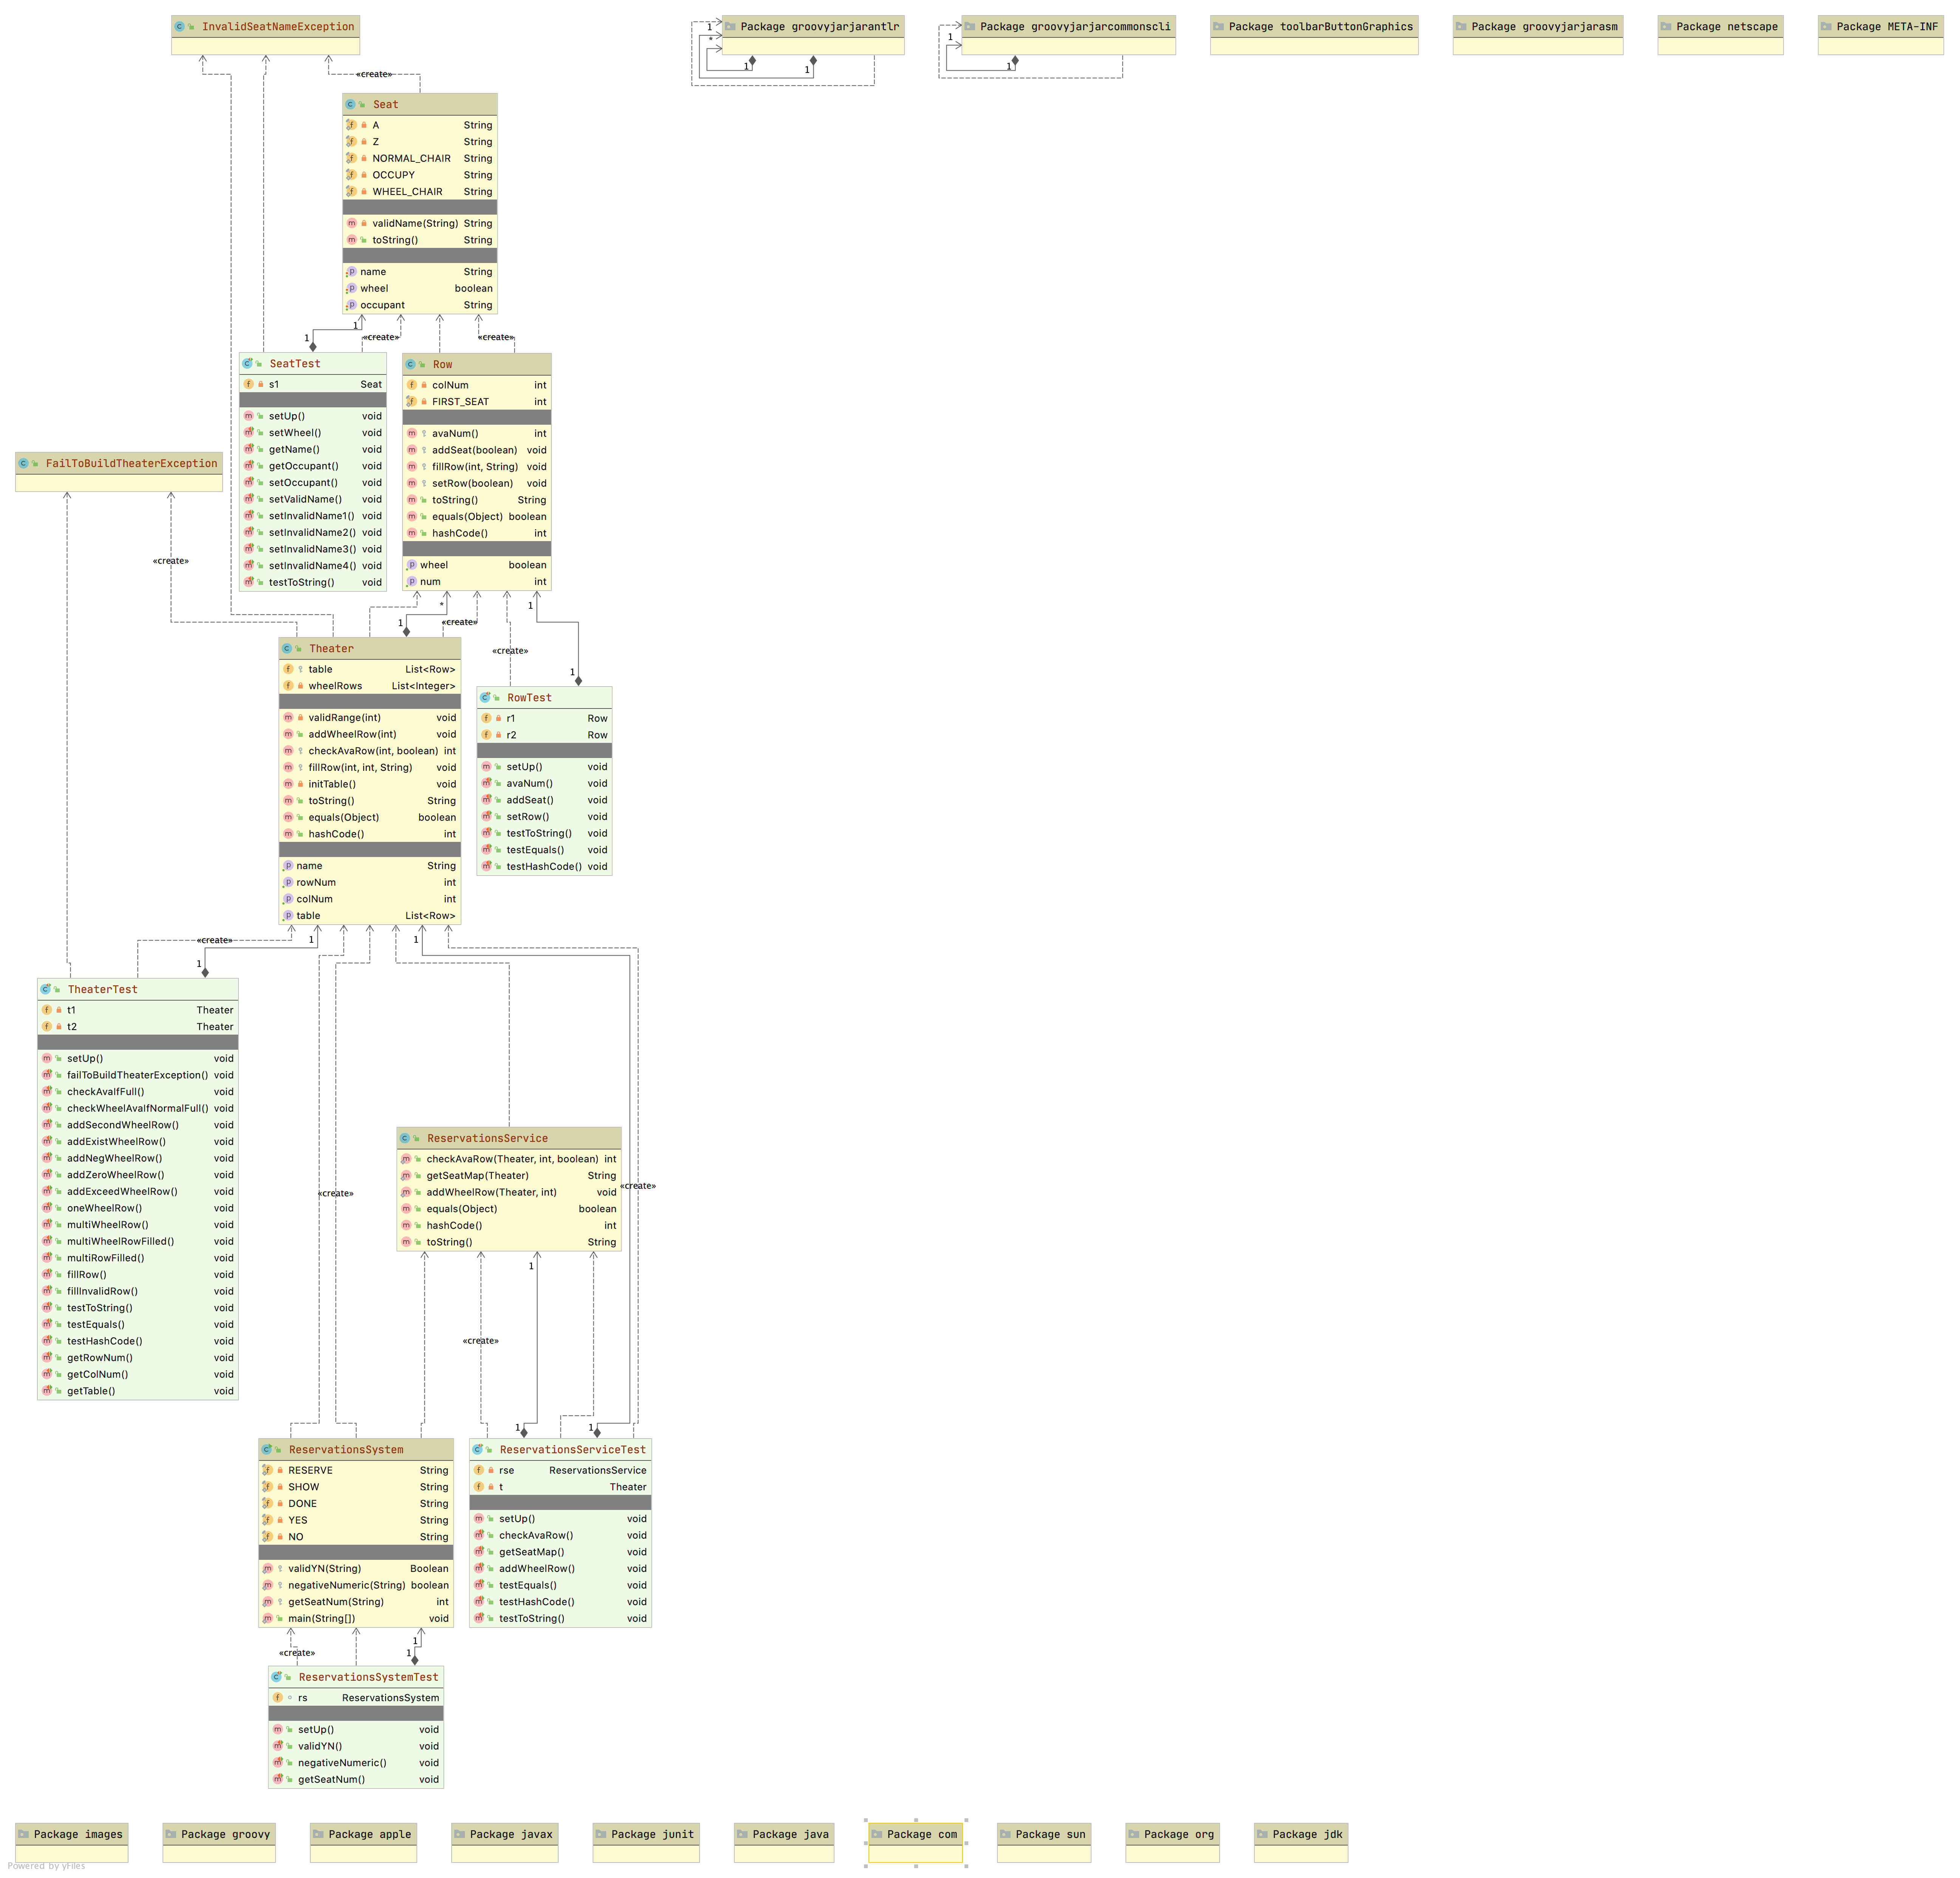 InvalidSeatNameException
Package groovyjarjarantlr
Package groovyjarjarcommonscli
Package toolbarButtonGraphics
Package groovyjarjarasm
Package netscape
Package META-INF
1
*
1
1
1
1
«create»
Seat
A String
Z String
NORMAL_CHAIR String
OCCUPY String
WHEEL_CHAIR String
validName(String) String
toString() String
name String
wheel boolean
occupant String
1
1
«create»
«create»
SeatTest
s1 Seat
setUp() void
setWheel() void
getName() void
getOccupant() void
setOccupant() void
setValidName() void
setInvalidName1() void
setInvalidName2() void
setInvalidName3() void
setInvalidName4() void
testToString() void
Row
colNum int
FIRST_SEAT int
avaNum() int
addSeat(boolean) void
fillRow(int, String) void
setRow(boolean) void
toString() String
equals(Object) boolean
hashCode() int
wheel boolean
num int
FailToBuildTheaterException
«create»
*
1
1
«create»
«create»
1
Theater
table List<Row>
wheelRows List<Integer>
validRange(int) void
addWheelRow(int) void
checkAvaRow(int, boolean) int
fillRow(int, int, String) void
initTable() void
toString() String
equals(Object) boolean
hashCode() int
name String
rowNum int
colNum int
table List<Row>
RowTest
r1 Row
r2 Row
setUp() void
avaNum() void
addSeat() void
setRow() void
testToString() void
testEquals() void
testHashCode() void
«create»
1
1
1
TheaterTest
t1 Theater
t2 Theater
setUp() void
failToBuildTheaterException() void
checkAvaIfFull() void
checkWheelAvaIfNormalFull() void
addSecondWheelRow() void
addExistWheelRow() void
addNegWheelRow() void
addZeroWheelRow() void
addExceedWheelRow() void
oneWheelRow() void
multiWheelRow() void
multiWheelRowFilled() void
multiRowFilled() void
fillRow() void
fillInvalidRow() void
testToString() void
testEquals() void
testHashCode() void
getRowNum() void
getColNum() void
getTable() void
ReservationsService
checkAvaRow(Theater, int, boolean) int
getSeatMap(Theater) String
addWheelRow(Theater, int) void
equals(Object) boolean
hashCode() int
toString() String
«create»
«create»
1
«create»
1
1
ReservationsSystem
RESERVE String
SHOW String
DONE String
YES String
NO String
validYN(String) Boolean
negativeNumeric(String) boolean
getSeatNum(String) int
main(String[]) void
ReservationsServiceTest
rse ReservationsService
t Theater
setUp() void
checkAvaRow() void
getSeatMap() void
addWheelRow() void
testEquals() void
testHashCode() void
testToString() void
1
«create»
1
ReservationsSystemTest
rs ReservationsSystem
setUp() void
validYN() void
negativeNumeric() void
getSeatNum() void
Package images
Package groovy
Package apple
Package javax
Package junit
Package java
Package com
Package sun
Package org
Package jdk
Powered by yFiles